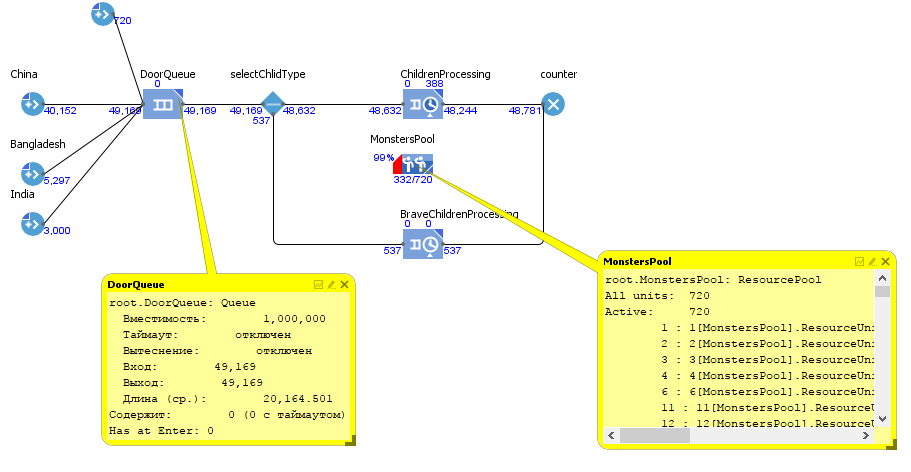 720
China
DoorQueue
selectChlidType
ChildrenProcessing
counter
0
0 388
40,152
49,169
49,169
49,169
48,632
48,632
48,244
48,781
537
Bangladesh
MonstersPool
99%
5,297
332/720
India
BraveChildrenProcessing
0 0
3,000
537
537
DoorQueue
root.DoorQueue: Queue
Вместимость: 1,000,000
Таймаут: отключен
Вытеснение: отключен
Вход: 49,169
Выход: 49,169
Длина (ср.): 20,164.501
Содержит: 0 (0 с таймаутом)
Has at Enter: 0
MonstersPool
root.MonstersPool: ResourcePool
All units: 720
Active: 720
1 : 1[MonstersPool].ResourceUni
2 : 2[MonstersPool].ResourceUni
3 : 3[MonstersPool].ResourceUni
4 : 4[MonstersPool].ResourceUni
6 : 6[MonstersPool].ResourceUni
11 : 11[MonstersPool].ResourceU
12 : 12[MonstersPool].ResourceU